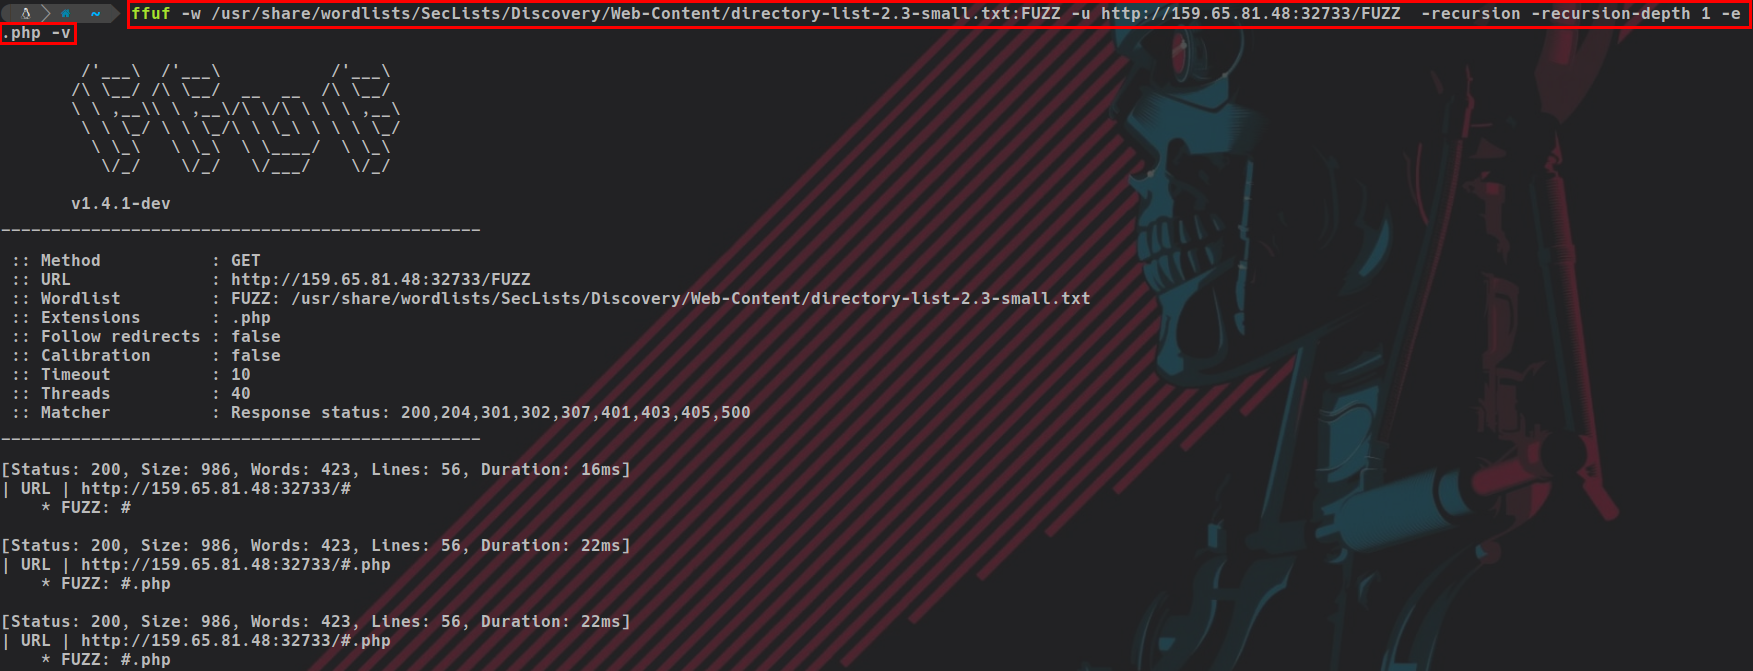 ffuf -w /usr/share/wordlists/SecLists/Discovery/Web-Content/directory-list-2.3-small.txt:FUZZ -u http://159.65.81.48:32733/FUZZ  -recursion -recursion-depth 1 -e
.php -v
        /'___\  /'___\           /'___\
       /\ \__/ /\ \__/  __  __  /\ \__/
       \ \ ,__\\ \ ,__\/\ \/\ \ \ \ ,__\
        \ \ \_/ \ \ \_/\ \ \_\ \ \ \ \_/
         \ \_\   \ \_\  \ \____/  \ \_\
          \/_/    \/_/   \/___/    \/_/
v1.4.1-dev
________________________________________________
:: Method           : GET
:: URL              : http://159.65.81.48:32733/FUZZ
:: Wordlist         : FUZZ: /usr/share/wordlists/SecLists/Discovery/Web-Content/directory-list-2.3-small.txt
:: Extensions       : .php
:: Follow redirects : false
:: Calibration      : false
:: Timeout          : 10
:: Threads          : 40
:: Matcher          : Response status: 200,204,301,302,307,401,403,405,500
________________________________________________
[Status: 200, Size: 986, Words: 423, Lines: 56, Duration: 16ms]
| URL | http://159.65.81.48:32733/#
    * FUZZ: #
[Status: 200, Size: 986, Words: 423, Lines: 56, Duration: 22ms]
| URL | http://159.65.81.48:32733/#.php
    * FUZZ: #.php
[Status: 200, Size: 986, Words: 423, Lines: 56, Duration: 22ms]
| URL | http://159.65.81.48:32733/#.php
    * FUZZ: #.php